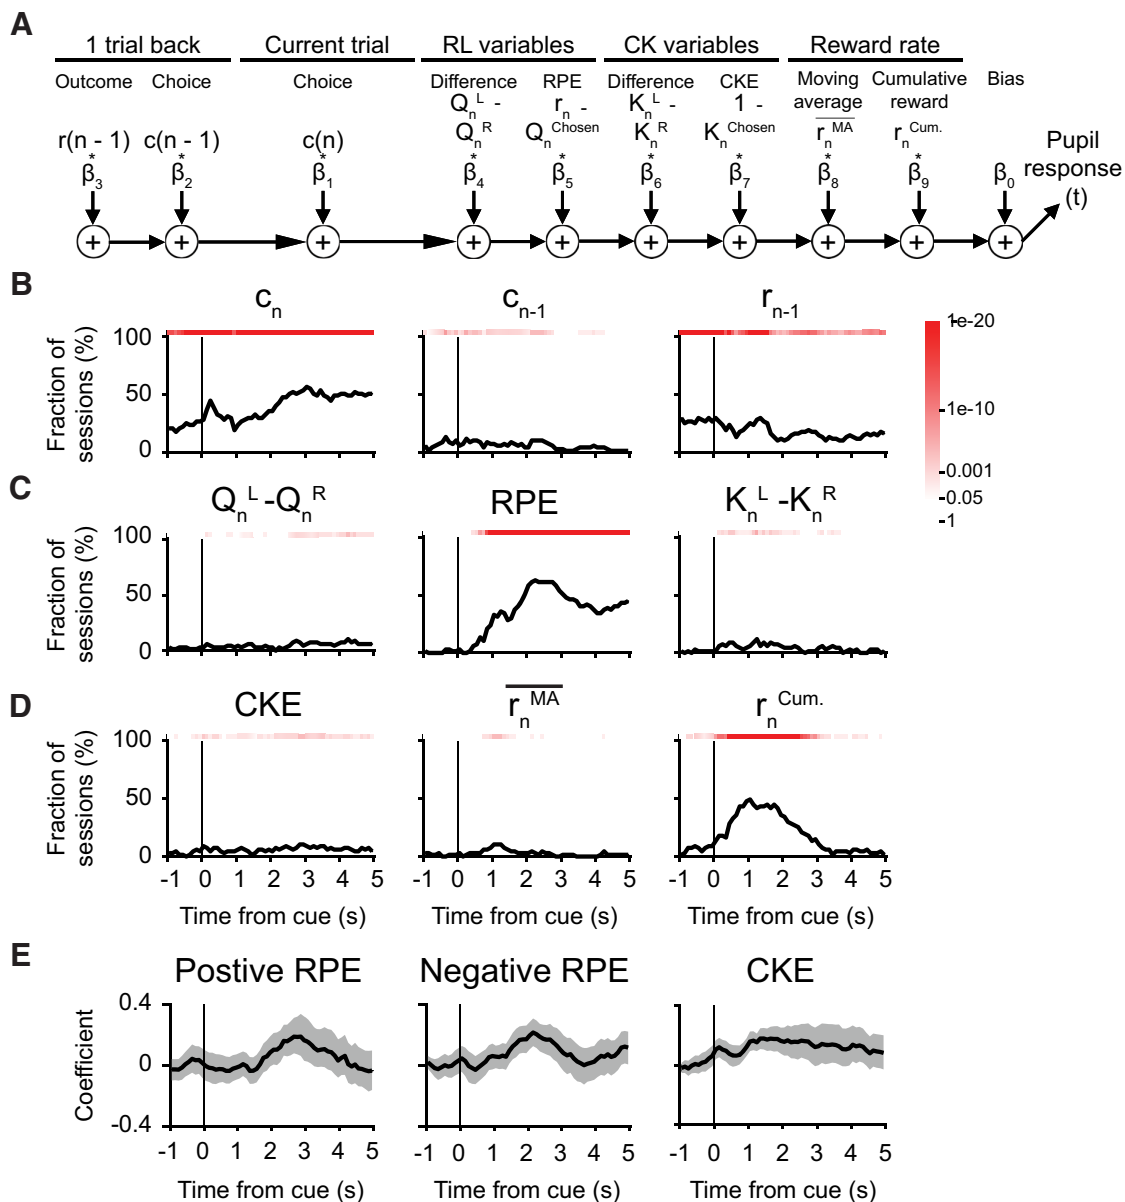 A
1 trial back Current trial RL variables CK variables Reward rate
Outcome Choice Choice Difference RPE Difference CKE Moving average Cumulative reward Bias
Q_n^L - Q_n^R r_n - Q_n^Chosen K_n^L - K_n^R 1 - K_n^Chosen r_n^MA r_n^Cum.
r(n - 1) c(n - 1) c(n)
* * * * * * * * *
β3 β2 β1 β4 β5 β6 β7 β8 β9 β0
Pupil response (t)
+ + + + + + + + + +
B
c_n c_n-1 r_n-1
Fraction of sessions (%)
100
50
0
1e-20
1e-10
0.001
0.05
1
C
Q_n^L -Q_n^R RPE K_n^L -K_n^R
Fraction of sessions (%)
100
50
0
D
CKE r_n^MA r_n^Cum.
Fraction of sessions (%)
100
50
0
-1 0 1 2 3 4 5 -1 0 1 2 3 4 5 -1 0 1 2 3 4 5
Time from cue (s) Time from cue (s) Time from cue (s)
E
Postive RPE Negative RPE CKE
Coefficient
0.4
0
-0.4
-1 0 1 2 3 4 5 -1 0 1 2 3 4 5 -1 0 1 2 3 4 5
Time from cue (s) Time from cue (s) Time from cue (s)